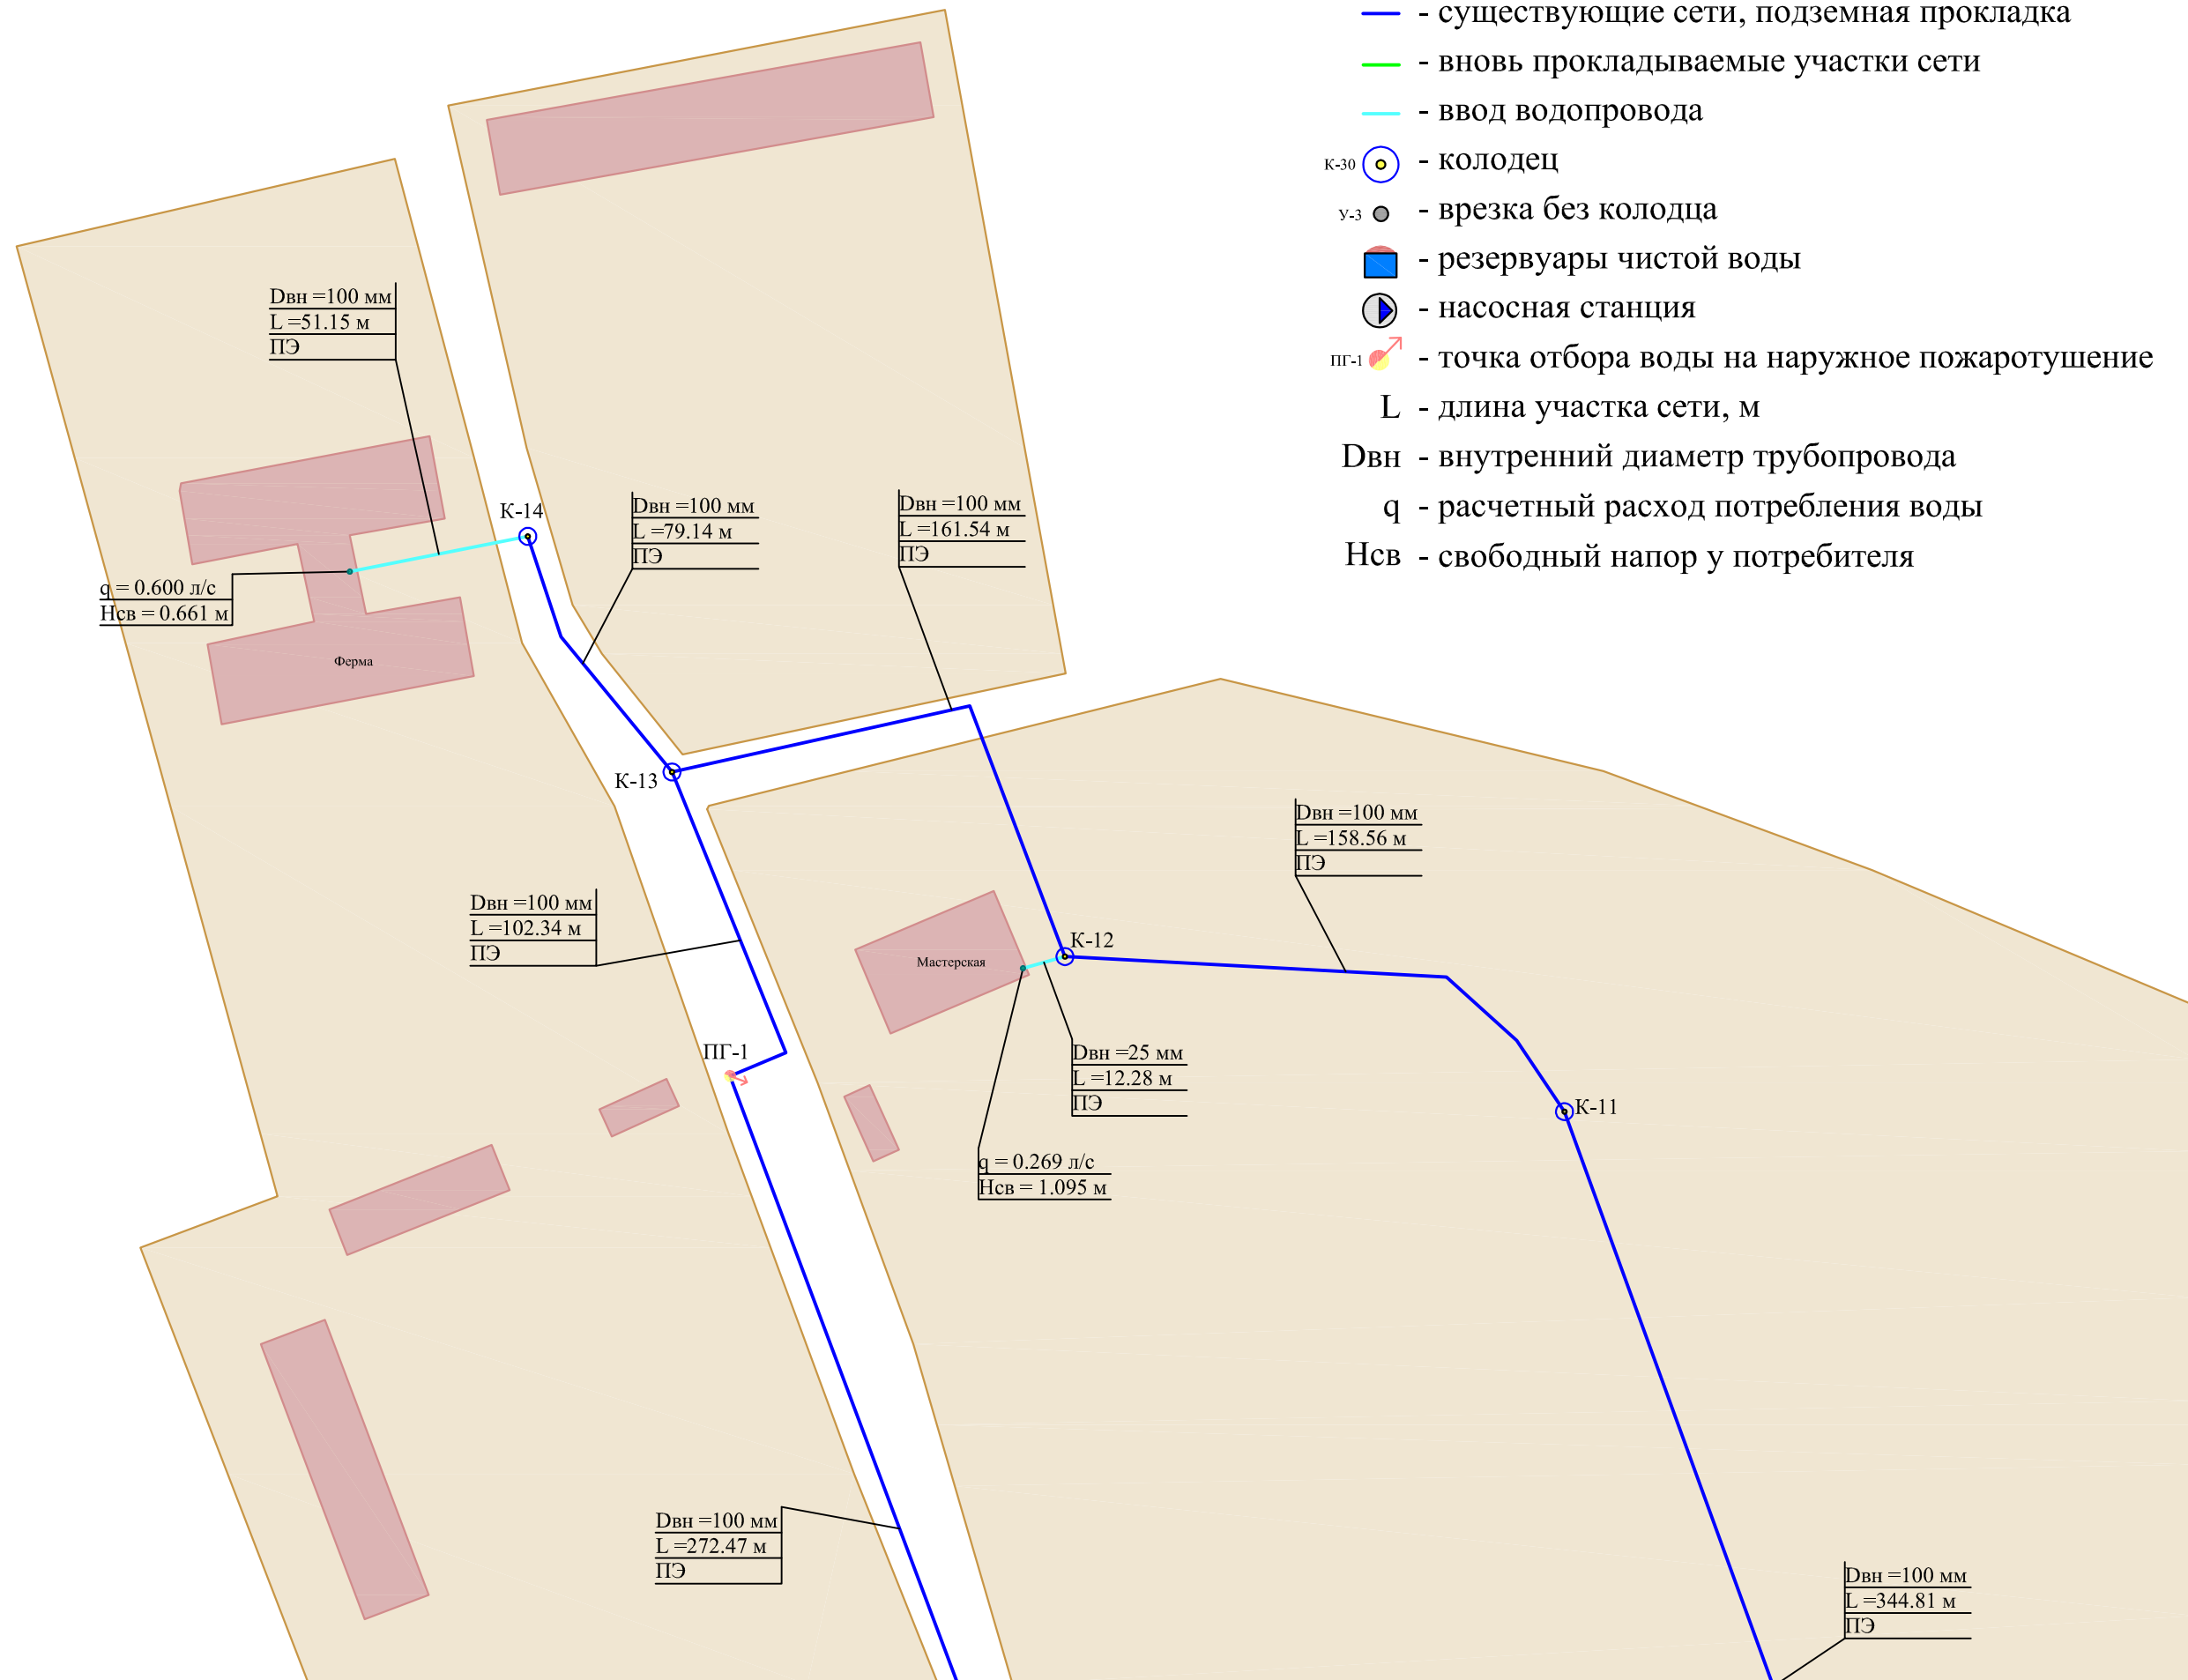 - существующие сети, подземная прокладка
- вновь прокладываемые участки сети
- ввод водопровода
К-30 - колодец
У-3 - врезка без колодца
- резервуары чистой воды
- насосная станция
ПГ-1 - точка отбора воды на наружное пожаротушение
L - длина участка сети, м
Dвн - внутренний диаметр трубопровода
q - расчетный расход потребления воды
Hсв - свободный напор у потребителя
Dвн =100 мм
L =51.15 м
ПЭ
К-14
Dвн =100 мм
L =79.14 м
ПЭ
Dвн =100 мм
L =161.54 м
ПЭ
q = 0.600 л/с
Hсв = 0.661 м
Ферма
К-13
Dвн =100 мм
L =158.56 м
ПЭ
Dвн =100 мм
L =102.34 м
ПЭ
К-12
Мастерская
ПГ-1
Dвн =25 мм
L =12.28 м
ПЭ
К-11
q = 0.269 л/с
Hсв = 1.095 м
Dвн =100 мм
L =272.47 м
ПЭ
Dвн =100 мм
L =344.81 м
ПЭ